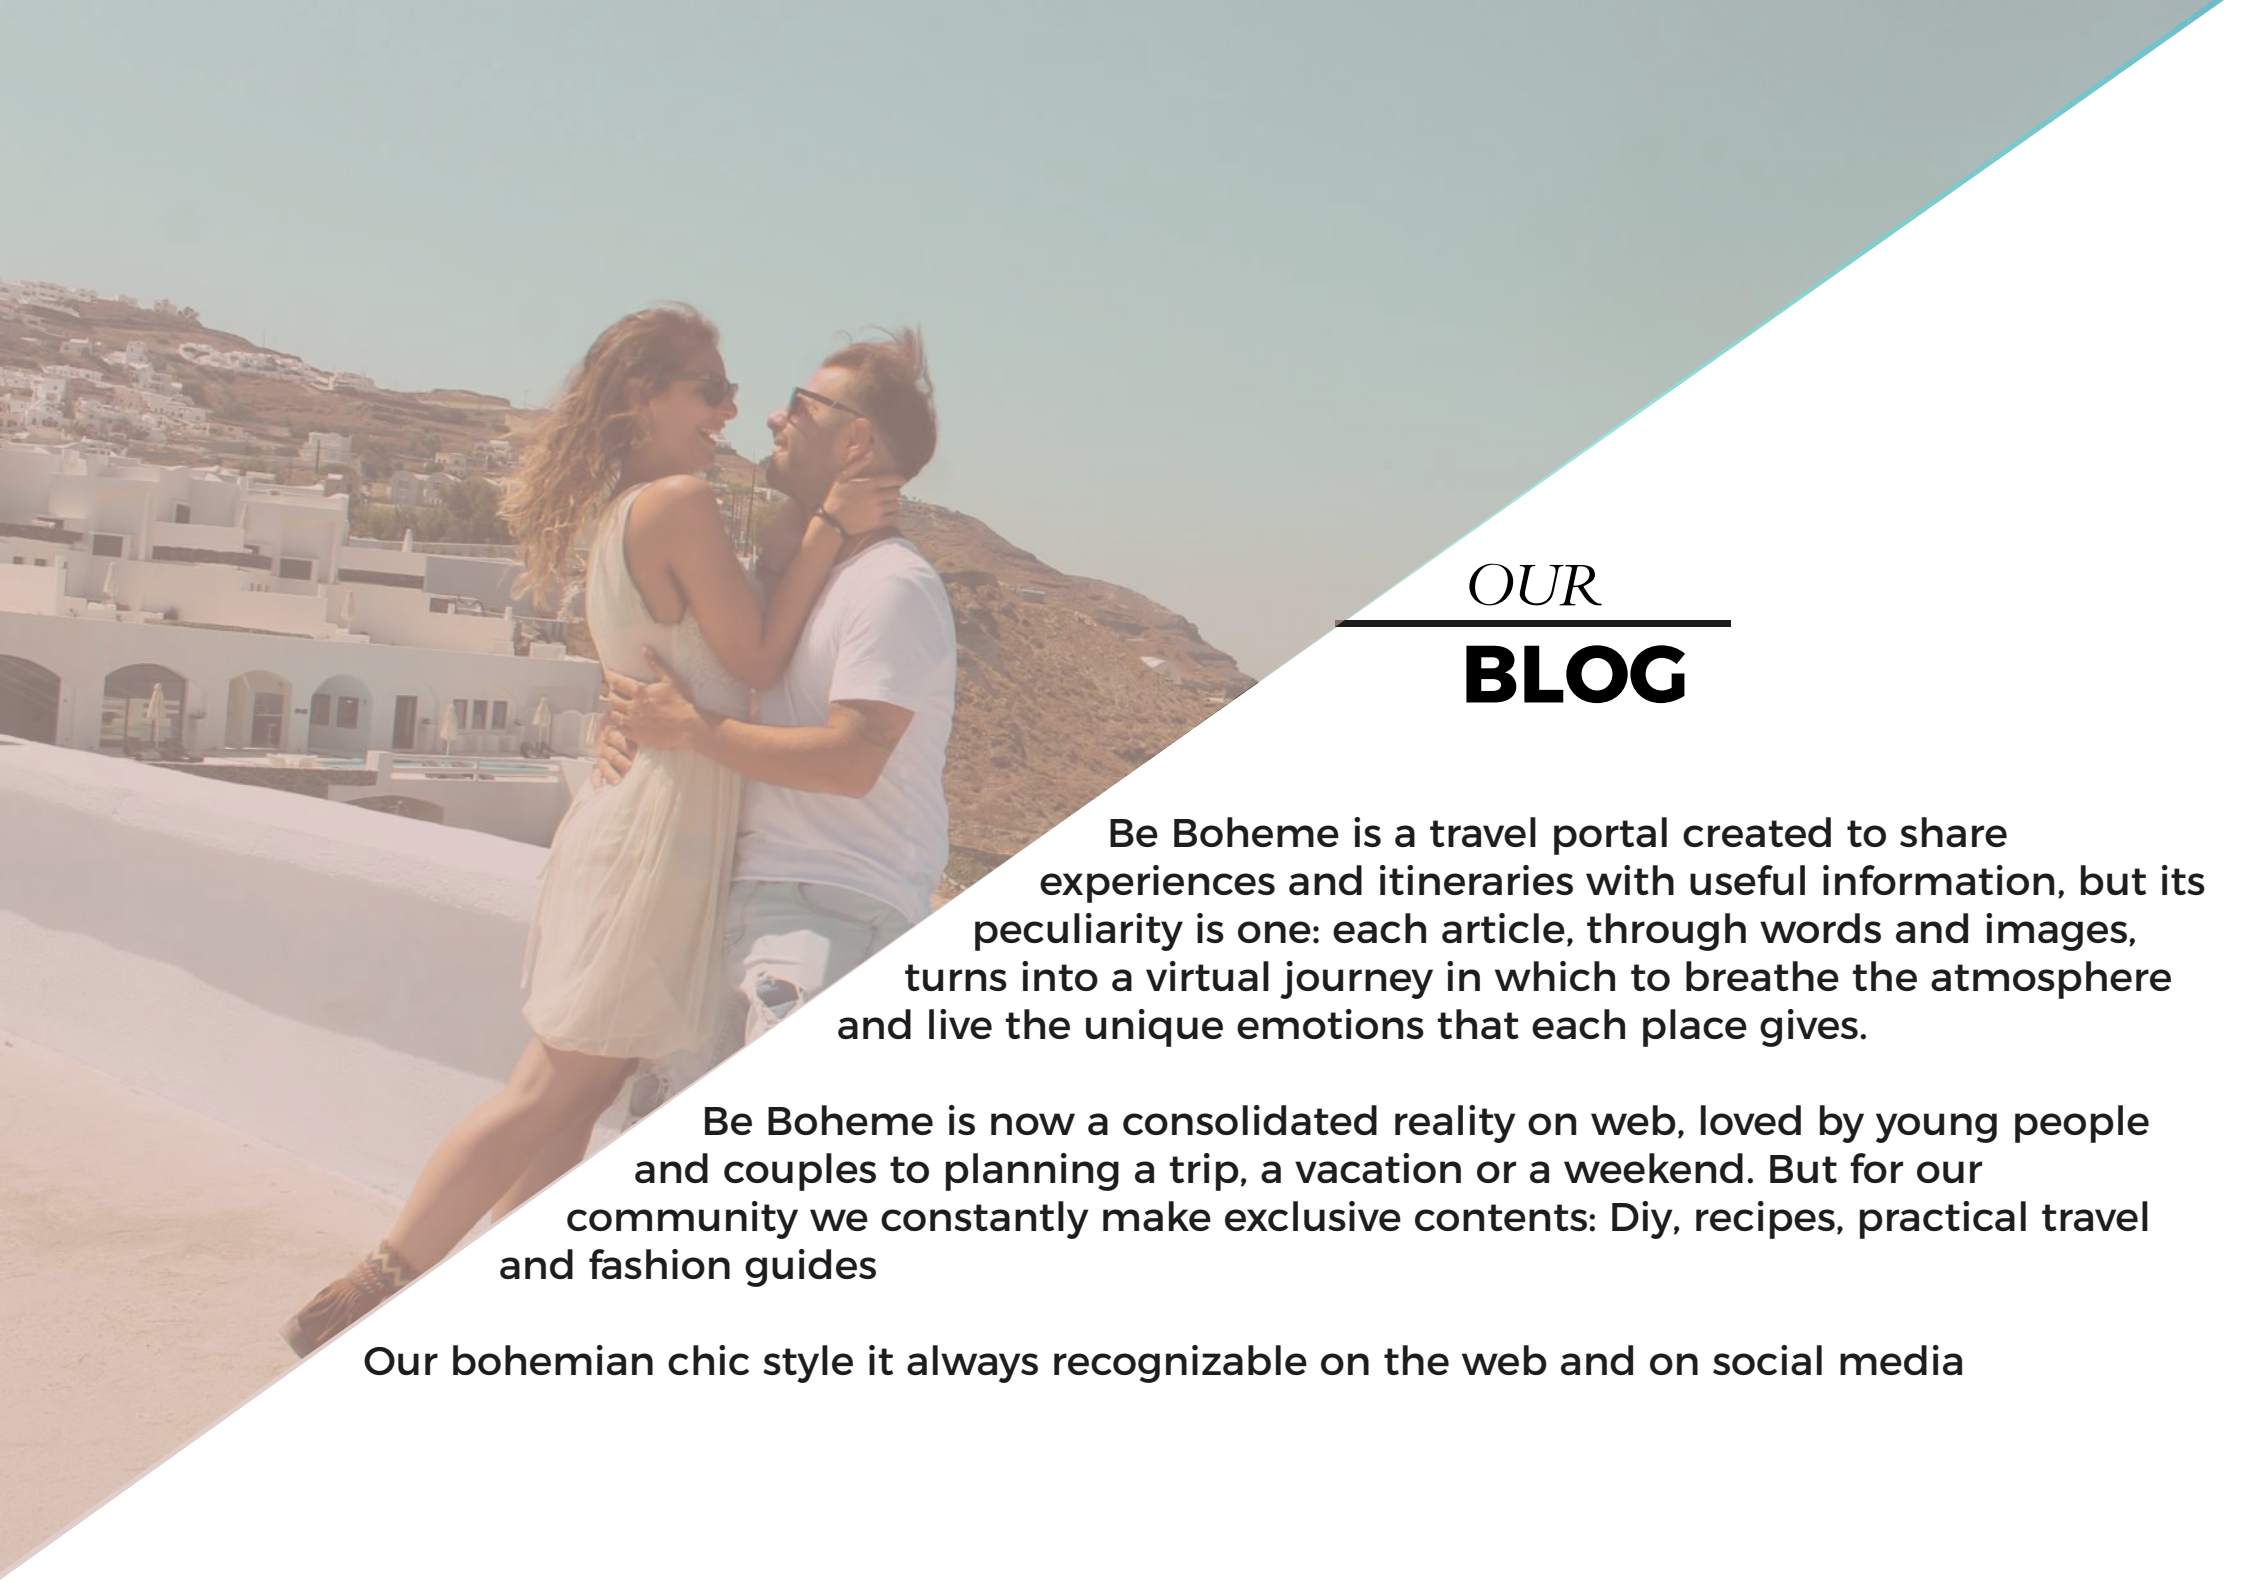 OUR
BLOG
Be Boheme is a travel portal created to share
experiences and itineraries with useful information, but its
peculiarity is one: each article, through words and images,
turns into a virtual journey in which to breathe the atmosphere
and live the unique emotions that each place gives.
Be Boheme is now a consolidated reality on web, loved by young people
and couples to planning a trip, a vacation or a weekend. But for our
community we constantly make exclusive contents: Diy, recipes, practical travel
and fashion guides
Our bohemian chic style it always recognizable on the web and on social media